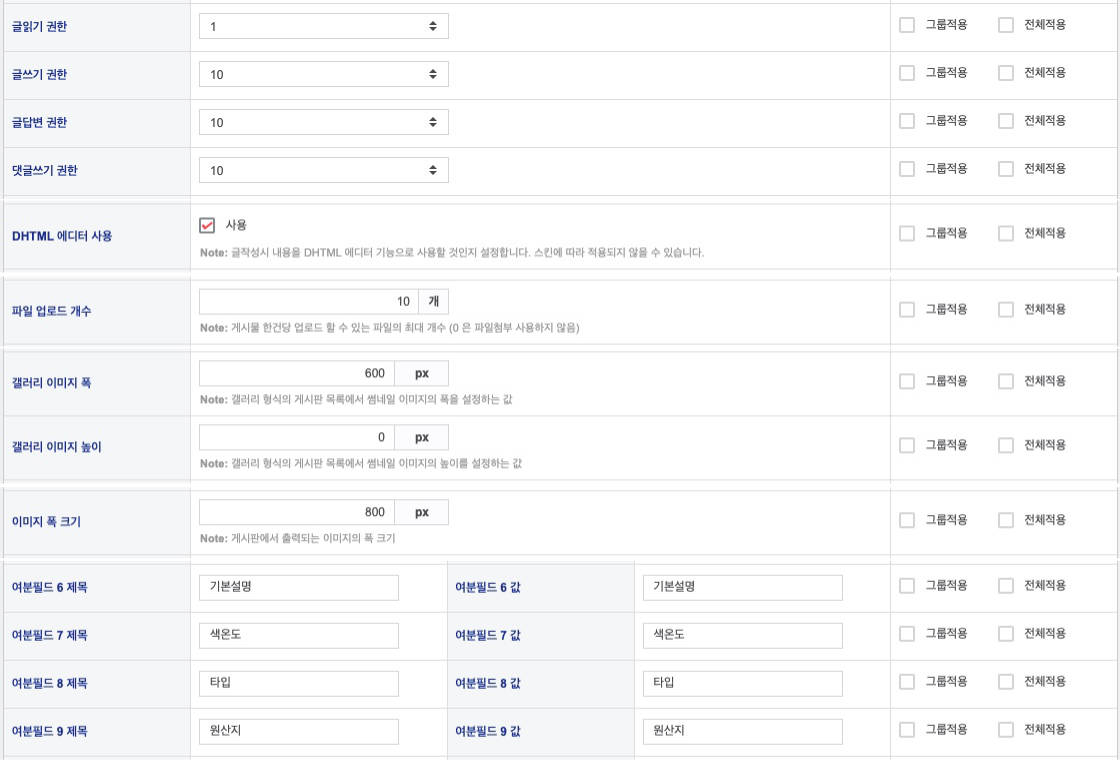 글읽기 권한 1 그룹적용 전체적용
글쓰기 권한 10 그룹적용 전체적용
글답변 권한 10 그룹적용 전체적용
댓글쓰기 권한 10 그룹적용 전체적용
사용
DHTML 에디터 사용 그룹적용 전체적용
Note: 글작성시 내용을 DHTML 에디터 기능으로 사용할 것인지 설정합니다. 스킨에 따라 적용되지 않을 수 있습니다.
10 개
파일 업로드 개수 그룹적용 전체적용
Note: 게시물 한건당 업로드 할 수 있는 파일의 최대 개수 (0 은 파일첨부 사용하지 않음)
600 px
갤러리 이미지 폭 그룹적용 전체적용
Note: 갤러리 형식의 게시판 목록에서 썸네일 이미지의 폭을 설정하는 값
0 px
갤러리 이미지 높이 그룹적용 전체적용
Note: 갤러리 형식의 게시판 목록에서 썸네일 이미지의 높이를 설정하는 값
800 px
이미지 폭 크기 그룹적용 전체적용
Note: 게시판에서 출력되는 이미지의 폭 크기
여분필드 6 제목 기본설명 여분필드 6 값 기본설명 그룹적용 전체적용
여분필드 7 제목 색온도 여분필드 7 값 색온도 그룹적용 전체적용
여분필드 8 제목 타입 여분필드 8 값 타입 그룹적용 전체적용
여분필드 9 제목 원산지 여분필드 9 값 원산지 그룹적용 전체적용